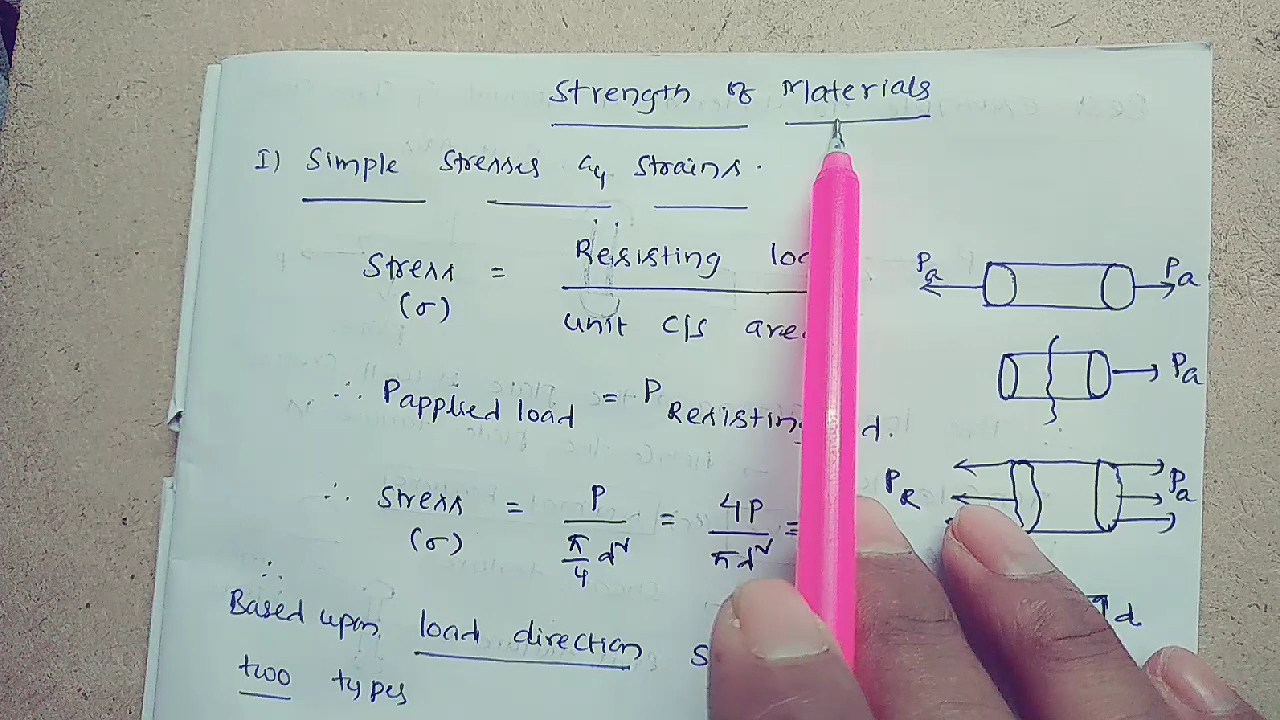 Strength of Materials
I) Simple Stresses & Strains.
Stress (σ) = Resisting / unit c/s
Pa Pa
Pa
∴ P applied load = P
PR Pa
∴ Stress (σ) = P / π/4 d² = 4P / πd² =
d
Based upon load direction
two types